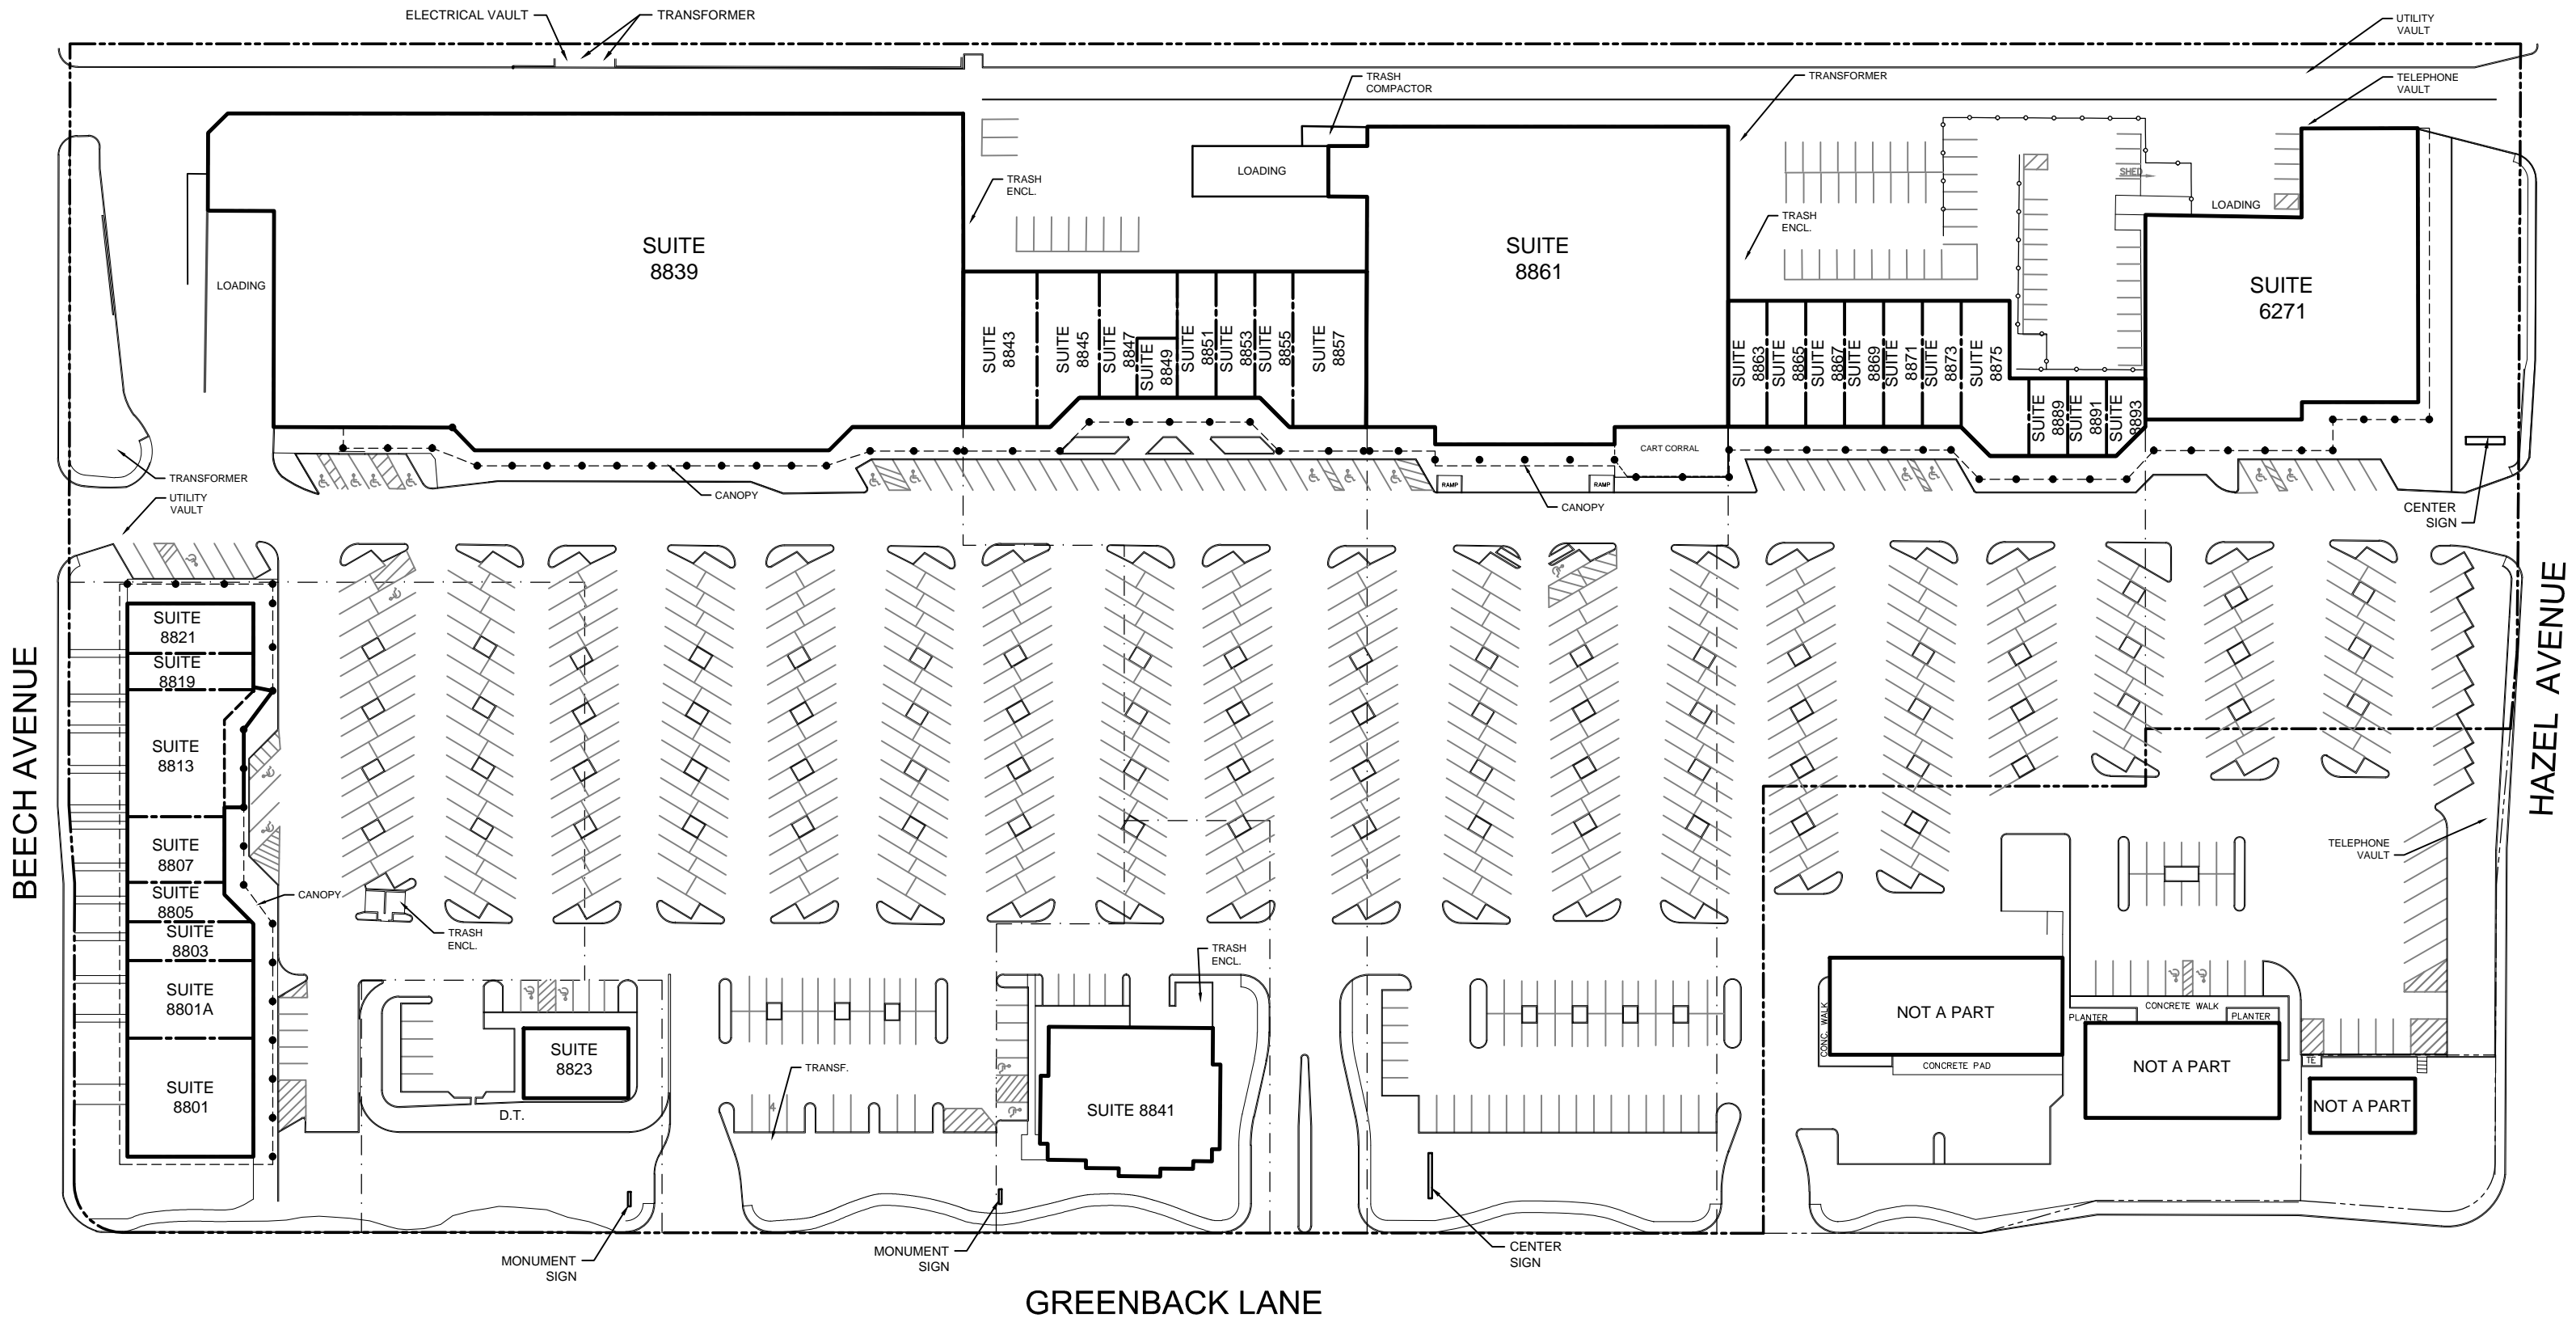 ELECTRICAL VAULT
TRANSFORMER
UTILITY
VAULT
TRASH
COMPACTOR
TRANSFORMER
TELEPHONE
VAULT
LOADING
TRASH
ENCL.
SHED
LOADING
TRASH
ENCL.
SUITE
8839
SUITE
8861
SUITE
6271
LOADING
SUITE
8843
SUITE
8845
SUITE
8847
SUITE
8849
SUITE
8851
SUITE
8853
SUITE
8855
SUITE
8857
SUITE
8863
SUITE
8865
SUITE
8867
SUITE
8869
SUITE
8871
SUITE
8873
SUITE
8875
SUITE
8889
SUITE
8891
SUITE
8893
CART CORRAL
TRANSFORMER
UTILITY
VAULT
CANOPY
RAMP
RAMP
CANOPY
CENTER
SIGN
BEECH AVENUE
HAZEL AVENUE
SUITE
8821
SUITE
8819
SUITE
8813
SUITE
8807
SUITE
8805
SUITE
8803
SUITE
8801A
SUITE
8801
CANOPY
TRASH
ENCL.
TRASH
ENCL.
TELEPHONE
VAULT
SUITE
8823
D.T.
TRANSF.
4
SUITE 8841
CONC. WALK
NOT A PART
CONCRETE PAD
PLANTER
CONCRETE WALK
PLANTER
NOT A PART
TE
NOT A PART
MONUMENT
SIGN
MONUMENT
SIGN
CENTER
SIGN
GREENBACK LANE